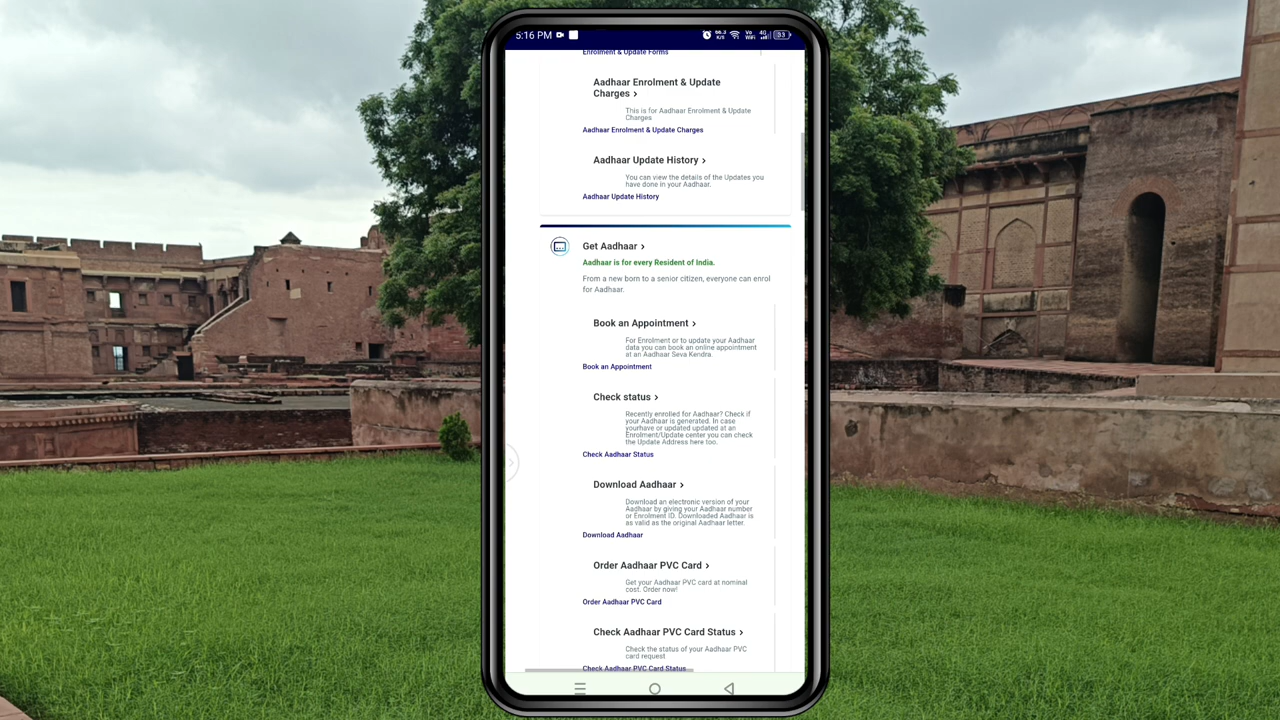 5:16 PM
66.3 K/S
Vo WiFi
4G
33
Enrolment & Update Forms
Aadhaar Enrolment & Update
Charges >
This is for Aadhaar Enrolment & Update
Charges
Aadhaar Enrolment & Update Charges
Aadhaar Update History >
You can view the details of the Updates you
have done in your Aadhaar.
Aadhaar Update History
Get Aadhaar >
Aadhaar is for every Resident of India.
From a new born to a senior citizen, everyone can enrol
for Aadhaar.
Book an Appointment >
For Enrolment or to update your Aadhaar
data you can book an online appointment
at an Aadhaar Seva Kendra
Book an Appointment
Check status >
Recently enrolled for Aadhaar? Check if
your Aadhaar is generated. In case
yourhave or updated updated at an
Enrolment/Update center you can check
the Update Address here too.
Check Aadhaar Status
Download Aadhaar >
Download an electronic version of your
Aadhaar by giving your Aadhaar number
or Enrolment ID. Downloaded Aadhaar is
as valid as the original Aadhaar letter.
Download Aadhaar
Order Aadhaar PVC Card >
Get your Aadhaar PVC card at nominal
cost. Order now!
Order Aadhaar PVC Card
Check Aadhaar PVC Card Status >
Check the status of your Aadhaar PVC
card request
Check Aadhaar PVC Card Status